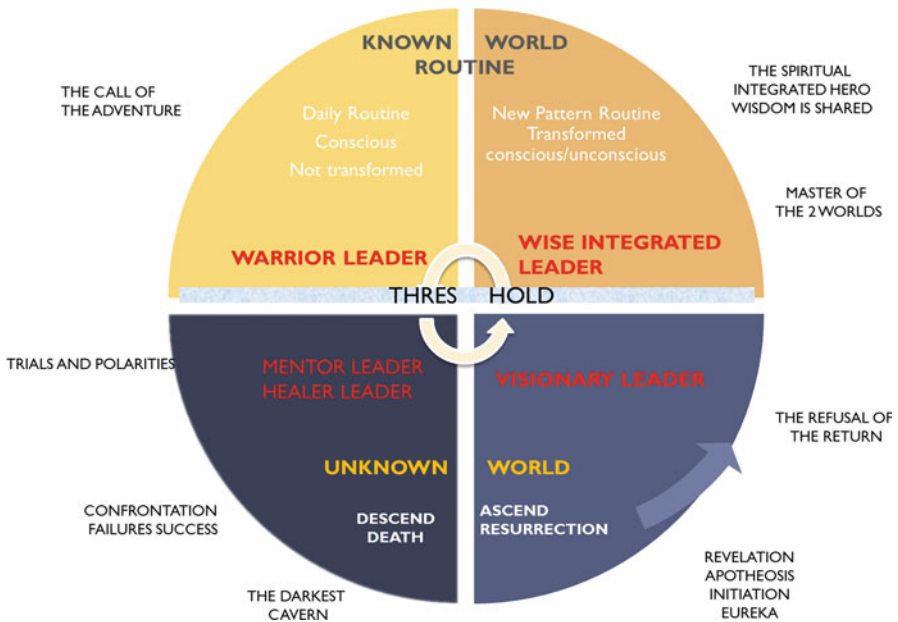 KNOWN WORLD
ROUTINE
THE CALL OF
THE ADVENTURE
Daily Routine
Conscious
Not transformed
WARRIOR LEADER
New Pattern Routine
Transformed
conscious/unconscious
WISE INTEGRATED
LEADER
THE SPIRITUAL
INTEGRATED HERO
WISDOM IS SHARED
MASTER OF
THE 2 WORLDS
THRES HOLD
TRIALS AND POLARITIES
MENTOR LEADER
HEALER LEADER
VISIONARY LEADER
THE REFUSAL OF
THE RETURN
UNKNOWN WORLD
CONFRONTATION
FAILURES SUCCESS
DESCEND
DEATH
ASCEND
RESURRECTION
THE DARKEST
CAVERN
REVELATION
APOTHEOSIS
INITIATION
EUREKA